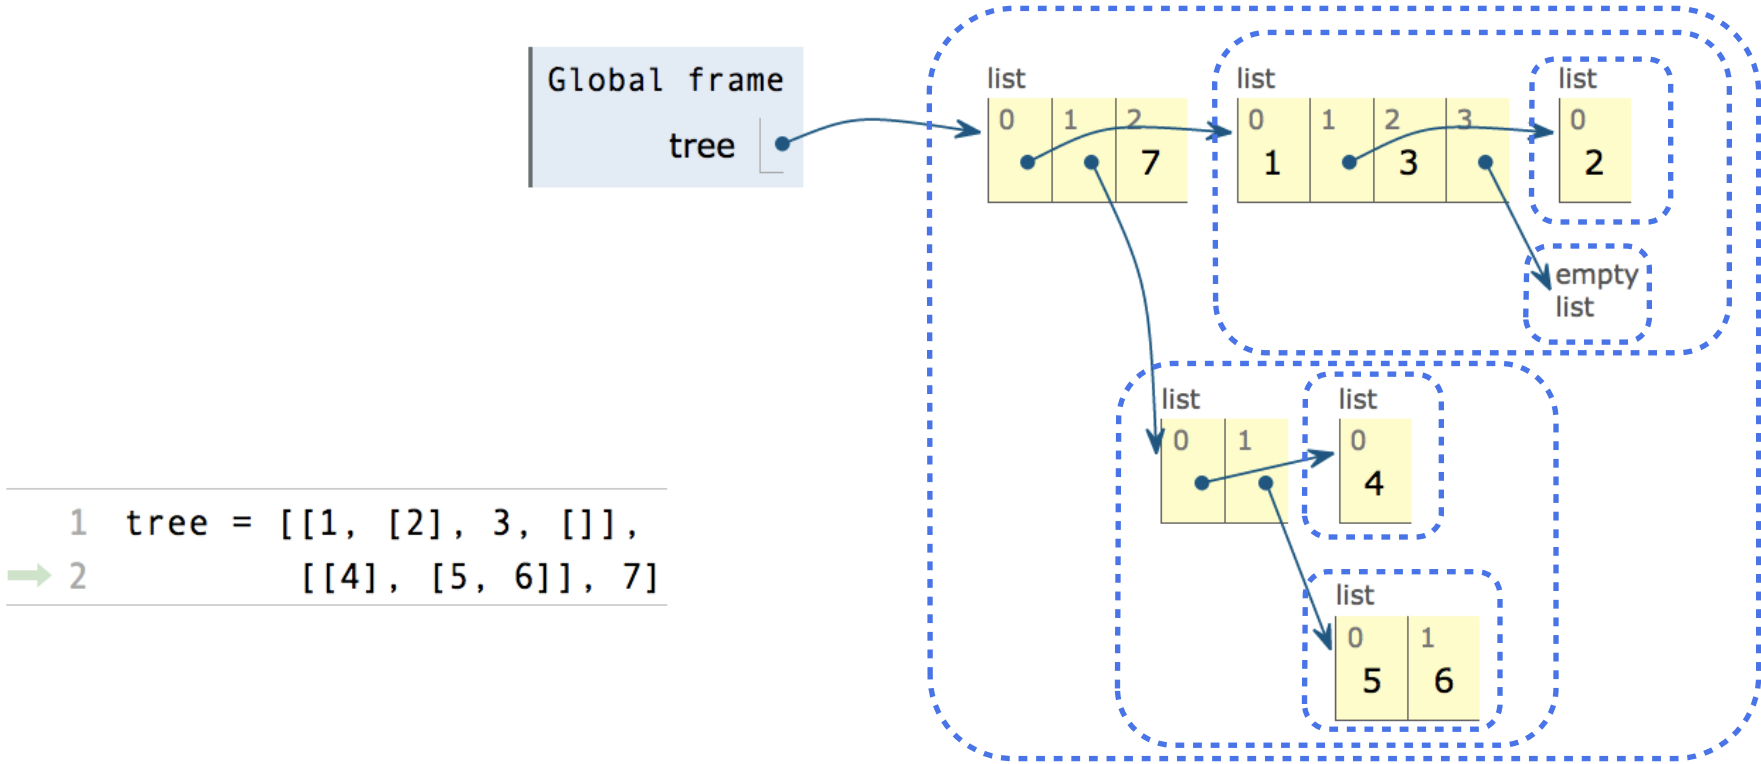 Global frame
tree
list
0 1 2
7
list
0 1 2 3
1 3
list
0
2
empty
list
list
0 1
list
0
4
list
0 1
5 6
1 tree = [[1, [2], 3, []],
2 [[4], [5, 6]], 7]